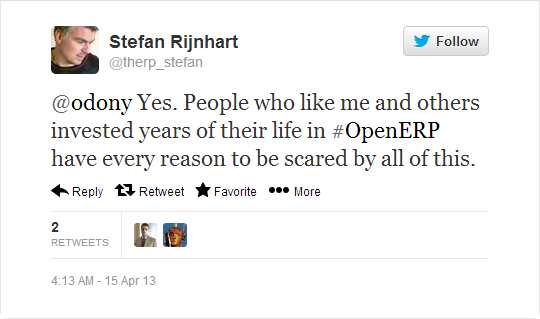 Stefan Rijnhart
@therp_stefan
Follow
@odony Yes. People who like me and others
invested years of their life in #OpenERP
have every reason to be scared by all of this.
Reply Retweet Favorite More
2
RETWEETS
4:13 AM - 15 Apr 13